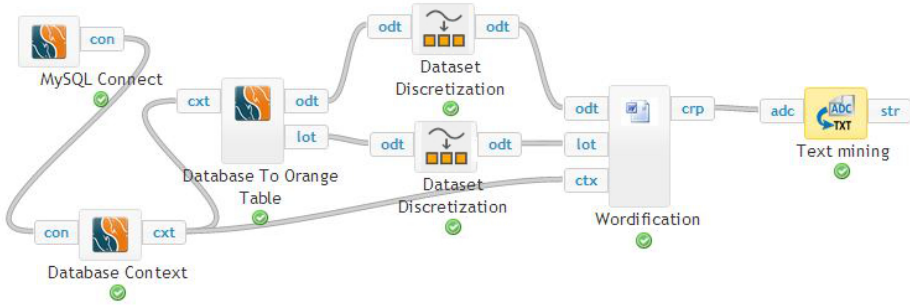 con
MySQL Connect
odt
odt
Dataset
Discretization
cxt
odt
lot
Database To Orange
Table
odt
odt
Dataset
Discretization
odt
lot
ctx
crp
Wordification
adc
ADC
TXT
str
Text mining
con
cxt
Database Context